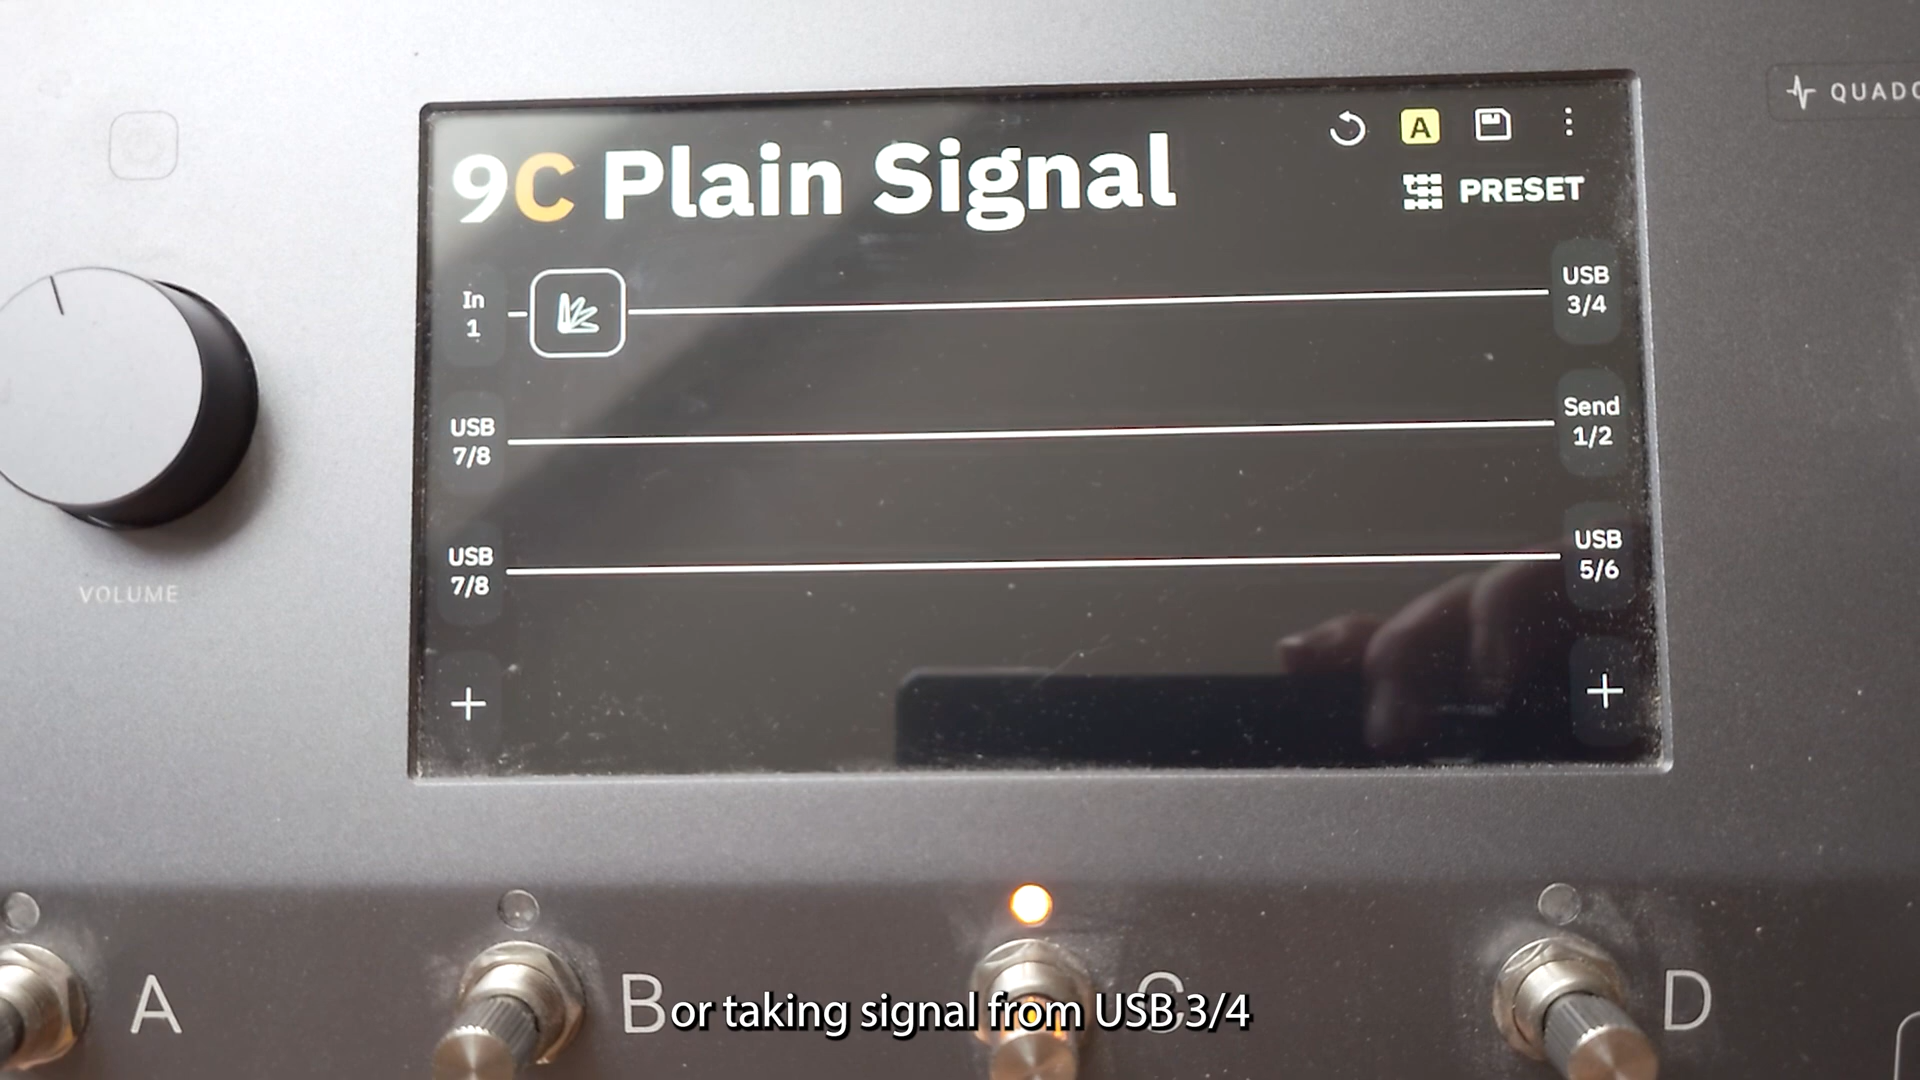 QUADC
A
9C Plain Signal
PRESET
In
1
USB
3/4
USB
7/8
Send
1/2
USB
7/8
USB
5/6
VOLUME
A
B
C
D
or taking signal from USB 3/4